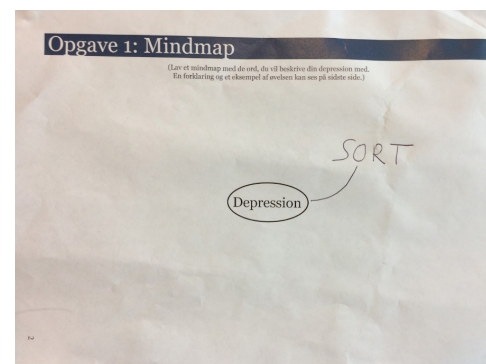 Opgave 1: Mindmap
(Lav et mindmap med de ord, du vil beskrive din depression med.
En forklaring og et eksempel af øvelsen kan ses på sidste side.)
SORT
Depression